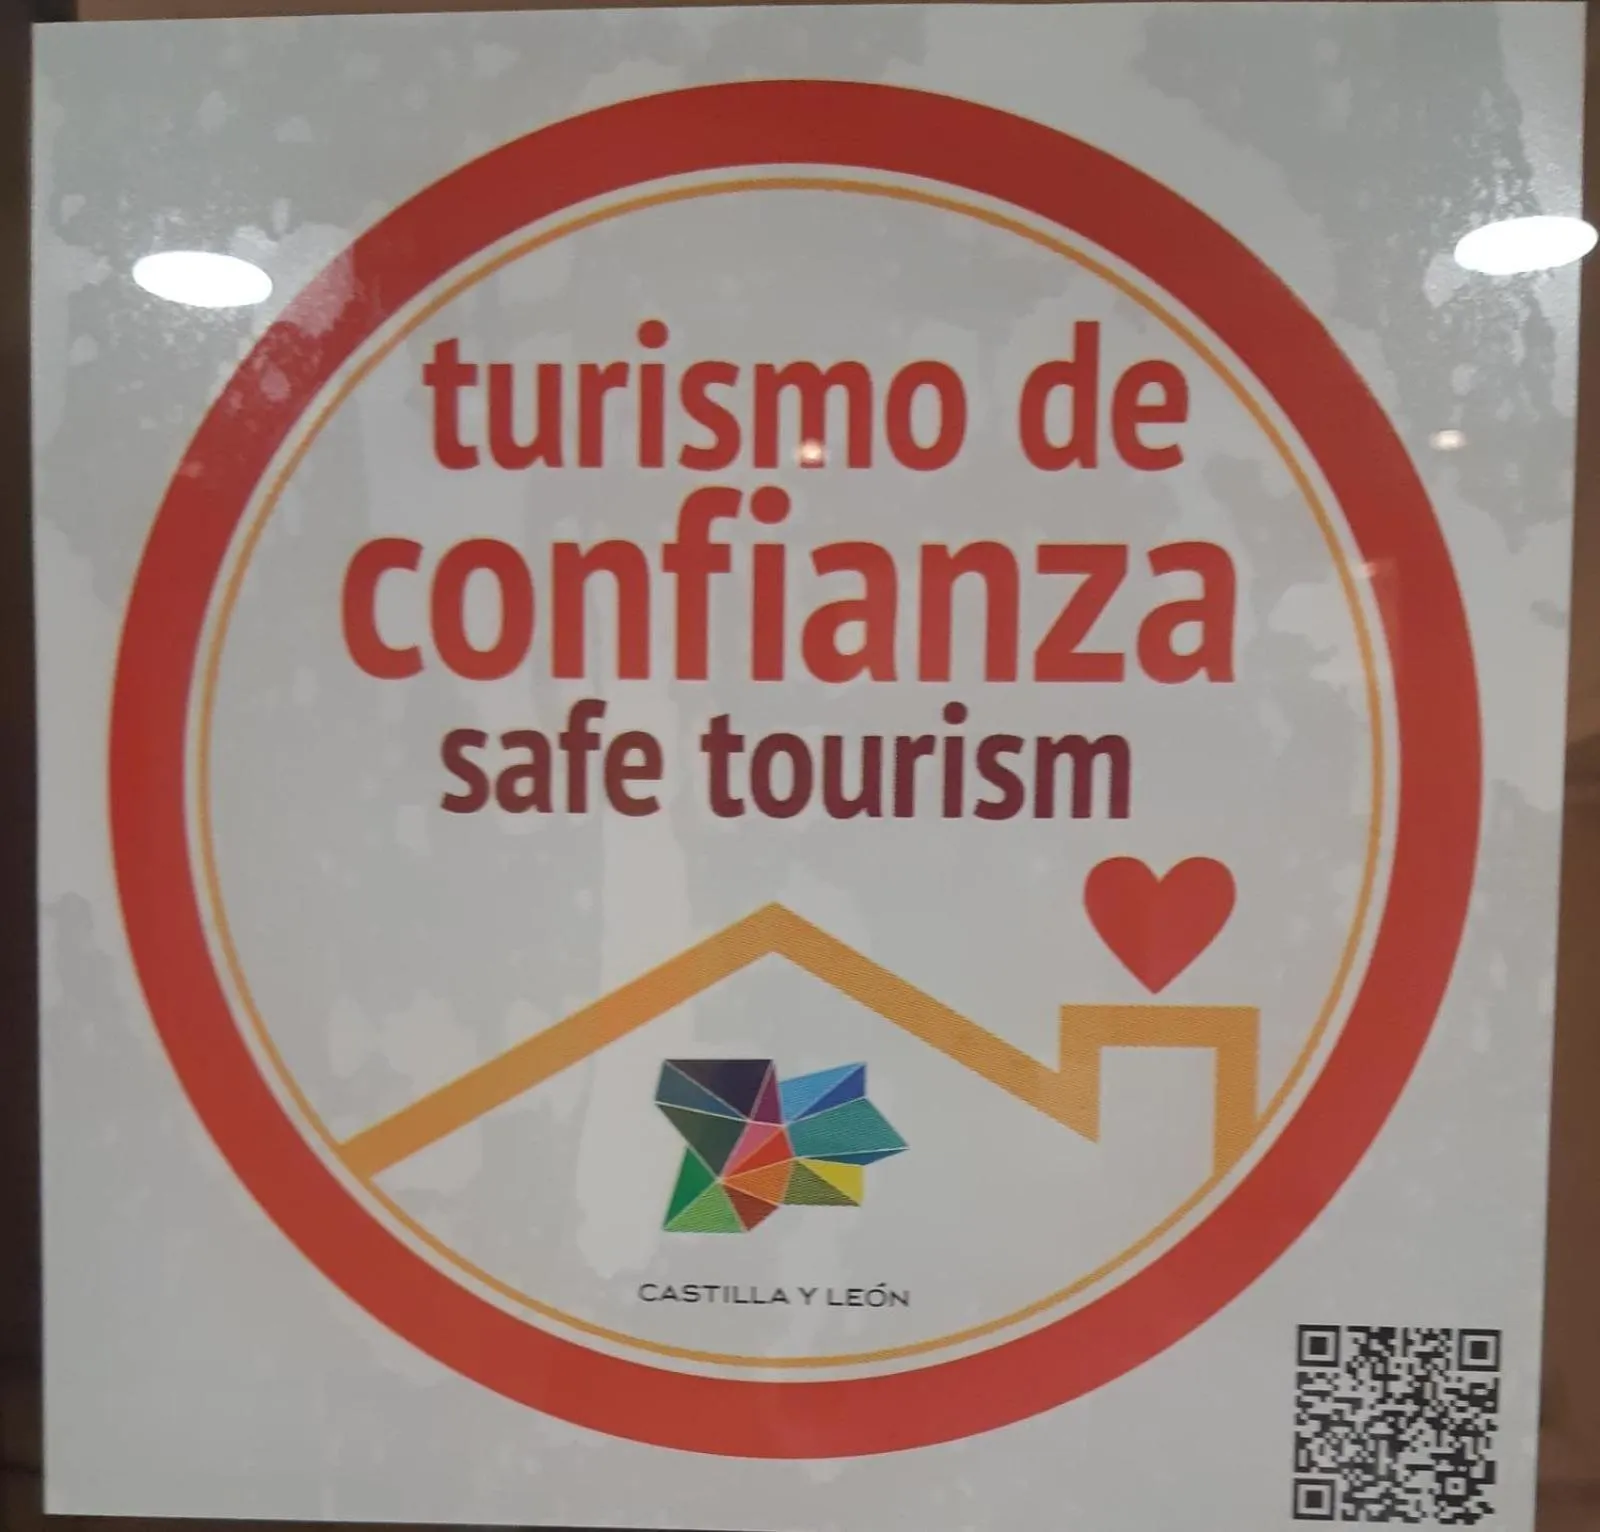 turismo de
confianza
safe tourism
CASTILLA Y LEÓN